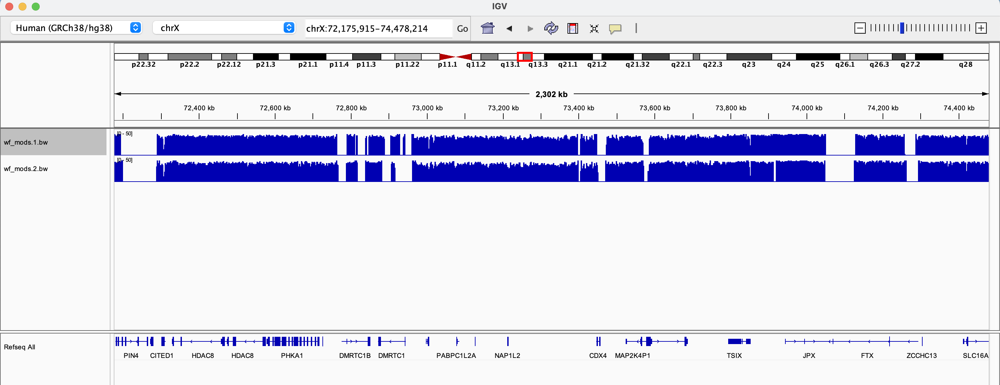 IGV
Human (GRCh38/hg38) chrX chrX:72,175,915-74,478,214 Go
p22.32 p22.2 p22.12 p21.3 p21.1 p11.4 p11.3 p11.22 p11.1 q11.2 q13.1 q13.3 q21.1 q21.2 q21.32 q22.1 q22.3 q23 q24 q25 q26.1 q26.3 q27.2 q28
2,302 kb
72,400 kb 72,600 kb 72,800 kb 73,000 kb 73,200 kb 73,400 kb 73,600 kb 73,800 kb 74,000 kb 74,200 kb 74,400 kb
[0 - 50]
wf_mods.1.bw
[0 - 50]
wf_mods.2.bw
Refseq All
PIN4 CITED1 HDAC8 HDAC8 PHKA1 DMRTC1B DMRTC1 PABPC1L2A NAP1L2 CDX4 MAP2K4P1 TSIX JPX FTX ZCCHC13 SLC16A